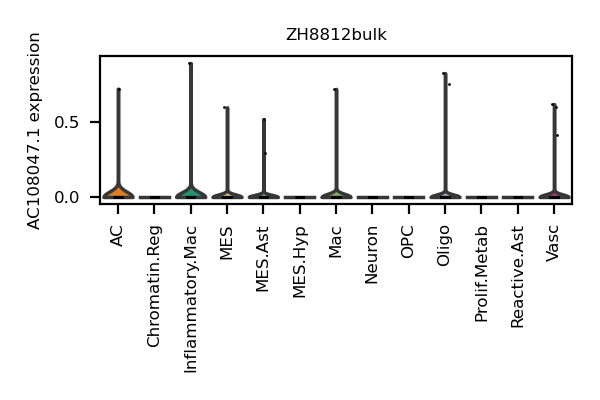 ZH8812bulk
AC108047.1 expression
0.5
0.0
AC
Chromatin.Reg
Inflammatory.Mac
MES
MES.Ast
MES.Hyp
Mac
Neuron
OPC
Oligo
Prolif.Metab
Reactive.Ast
Vasc